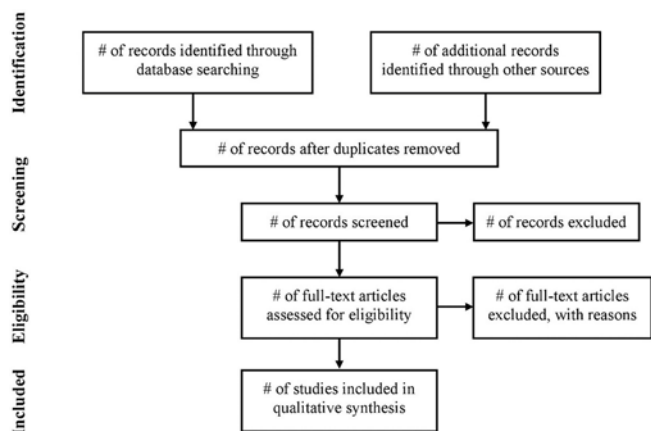 Identification
# of records identified through
database searching
# of additional records
identified through other sources
# of records after duplicates removed
Screening
# of records screened
# of records excluded
Eligibility
# of full-text articles
assessed for eligibility
# of full-text articles
excluded, with reasons
Included
# of studies included in
qualitative synthesis